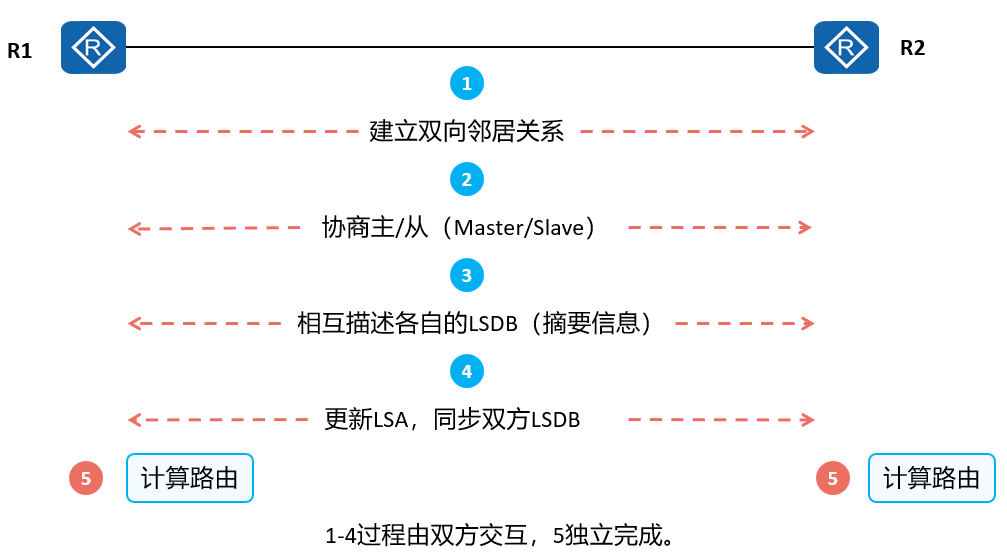 R1 R R R2
1
建立双向邻居关系
2
协商主/从（Master/Slave）
3
相互描述各自的LSDB（摘要信息）
4
更新LSA，同步双方LSDB
5 计算路由 5 计算路由
1-4过程由双方交互，5独立完成。